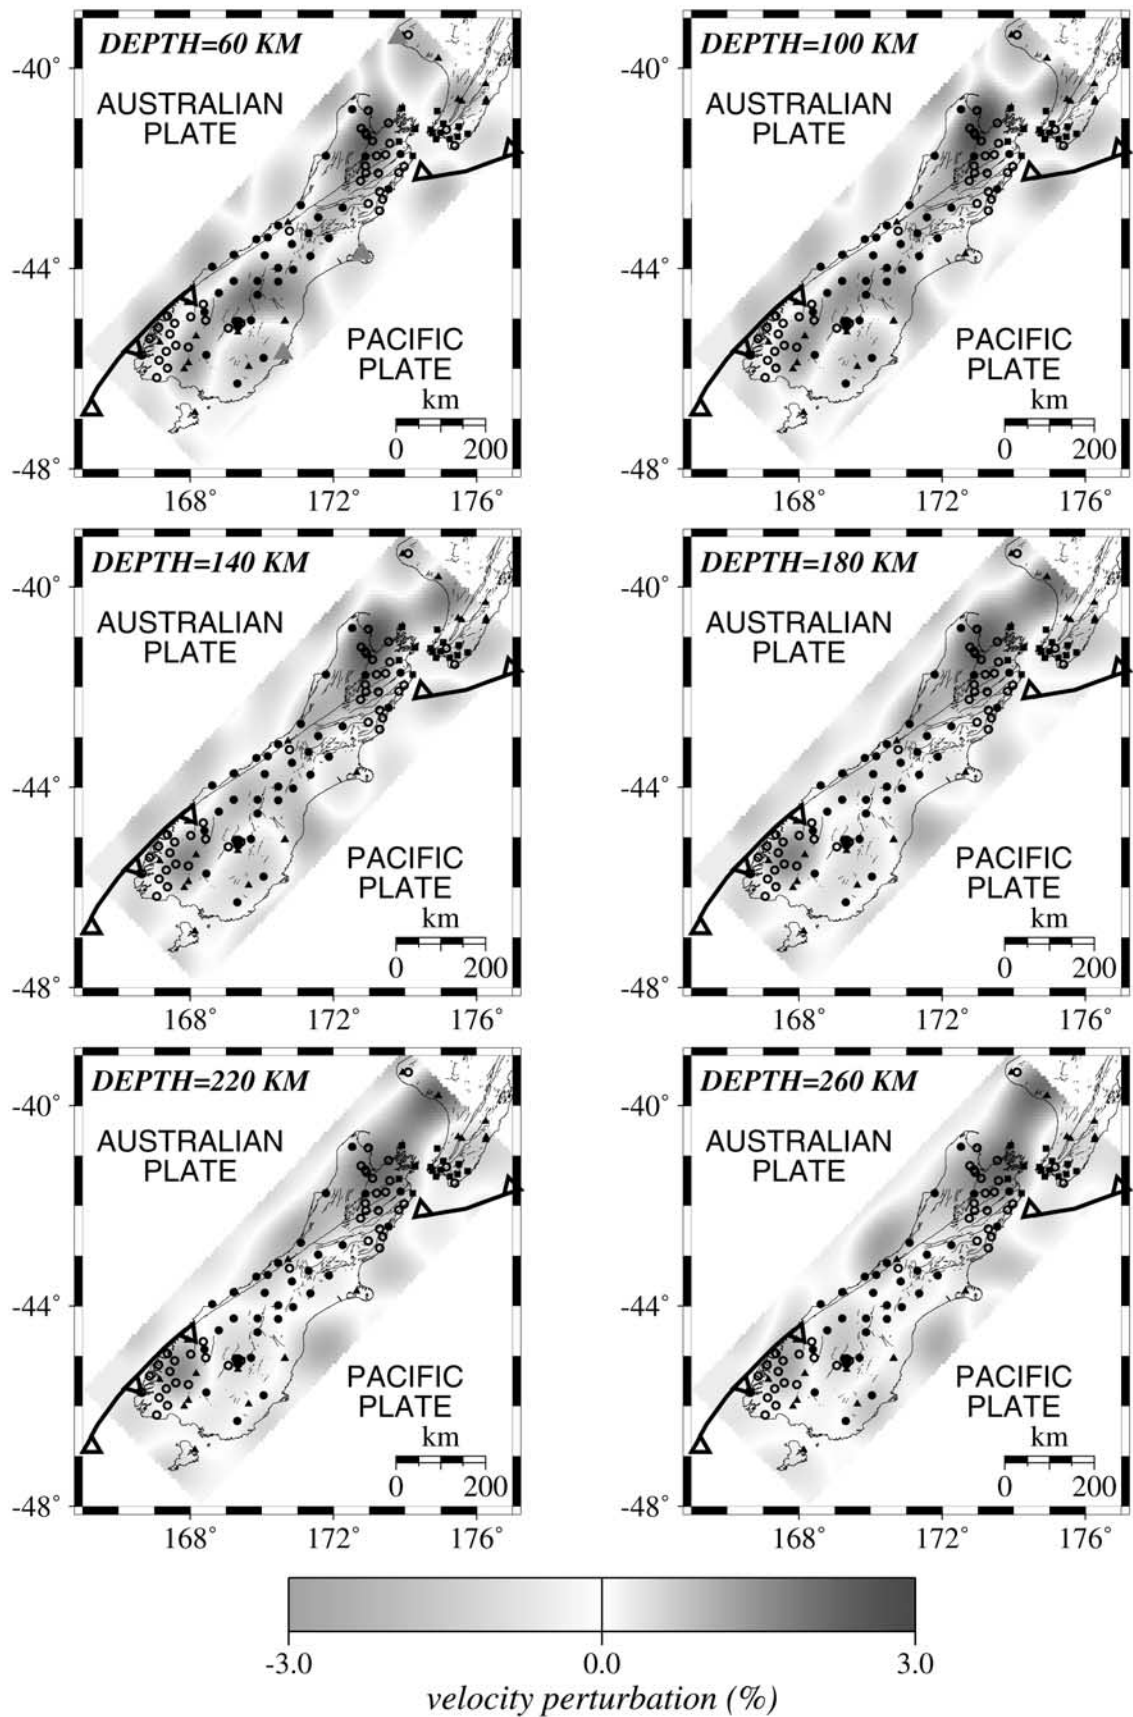 DEPTH=60 KM
DEPTH=100 KM
-40°
AUSTRALIAN
PLATE
-40°
AUSTRALIAN
PLATE
-44°
-44°
PACIFIC
PLATE
PACIFIC
PLATE
km
km
0 200
0 200
-48°
-48°
168° 172° 176°
168° 172° 176°
DEPTH=140 KM
DEPTH=180 KM
-40°
AUSTRALIAN
PLATE
-40°
AUSTRALIAN
PLATE
-44°
-44°
PACIFIC
PLATE
PACIFIC
PLATE
km
km
0 200
0 200
-48°
-48°
168° 172° 176°
168° 172° 176°
DEPTH=220 KM
DEPTH=260 KM
-40°
AUSTRALIAN
PLATE
-40°
AUSTRALIAN
PLATE
-44°
-44°
PACIFIC
PLATE
PACIFIC
PLATE
km
km
0 200
0 200
-48°
-48°
168° 172° 176°
168° 172° 176°
-3.0 0.0 3.0
velocity perturbation (%)